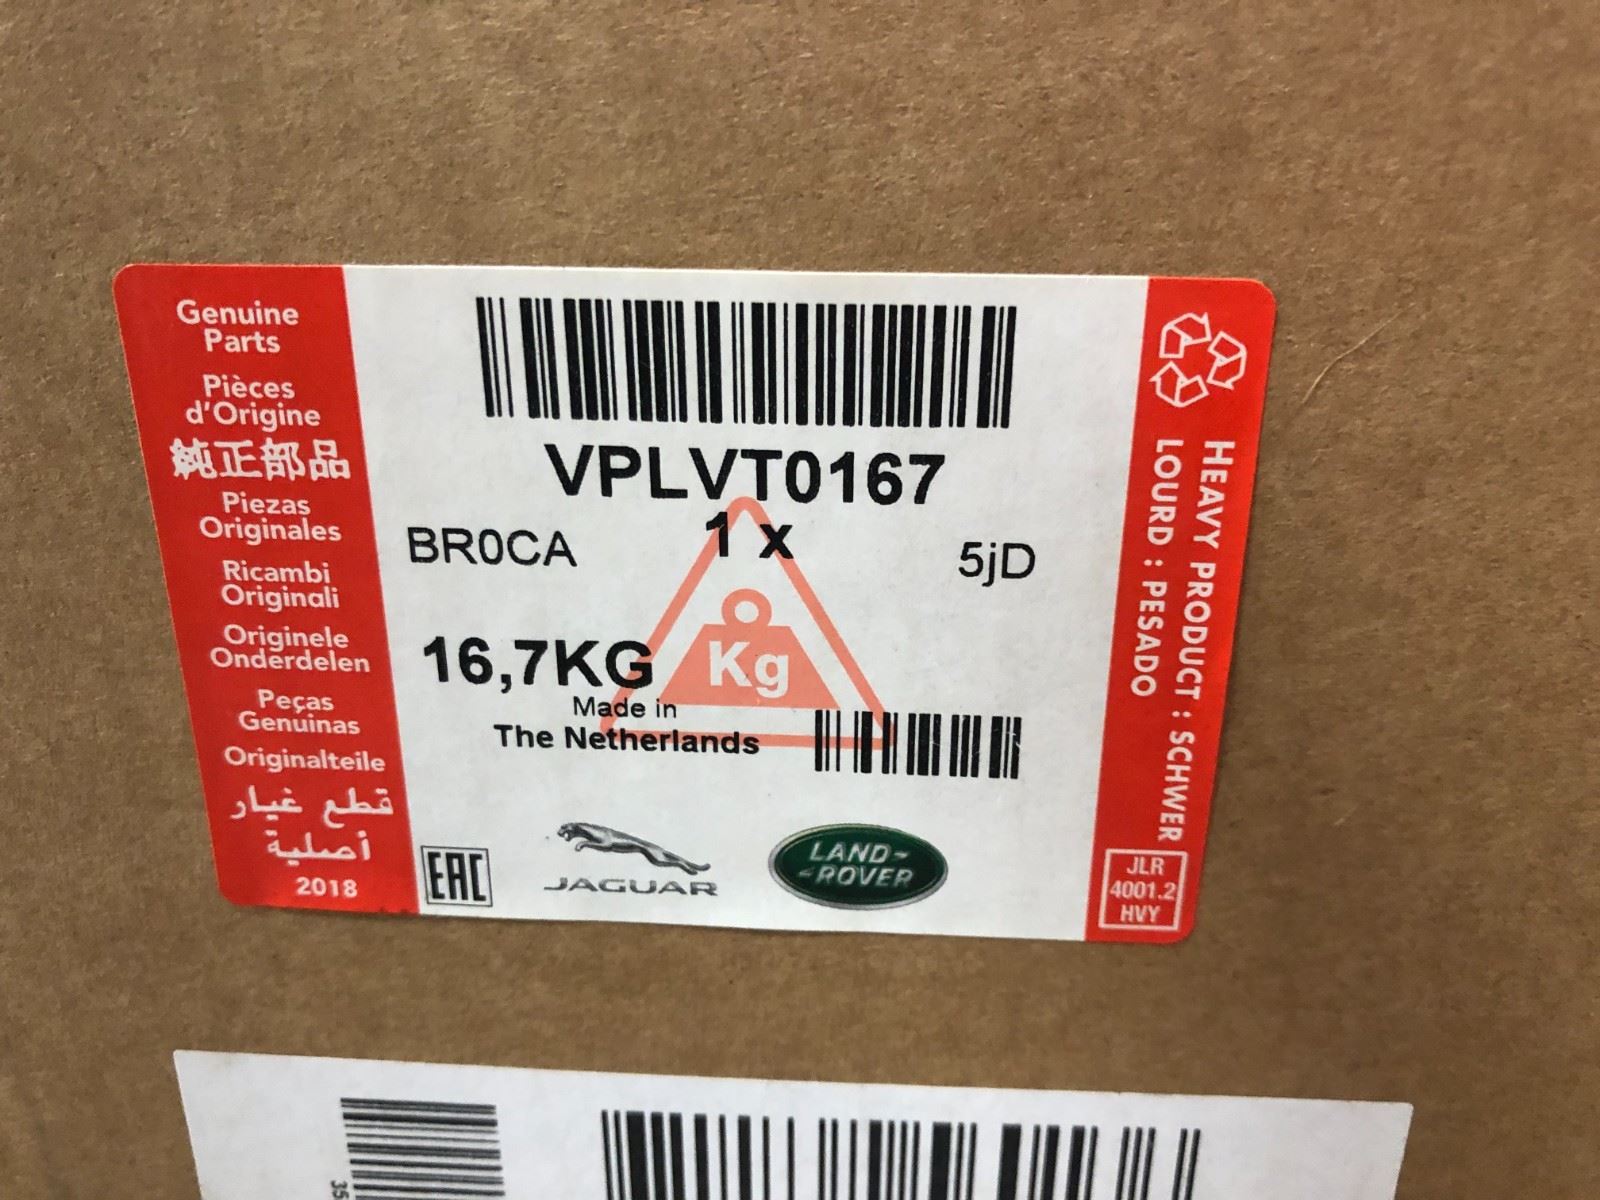 Genuine
Parts
Pièces
d'Origine
純正部品
Piezas
Originales
Ricambi
Originali
Originele
Onderdelen
Peças
Genuinas
Originalteile
قطع غيار
أصلية
2018
VPLVT0167
1 x
BR0CA
5jD
16,7KG
Kg
Made in
The Netherlands
EAC
JAGUAR
LAND-
-ROVER
HEAVY PRODUCT : SCHWER
LOURD : PESADO
JLR
4001.2
HVY